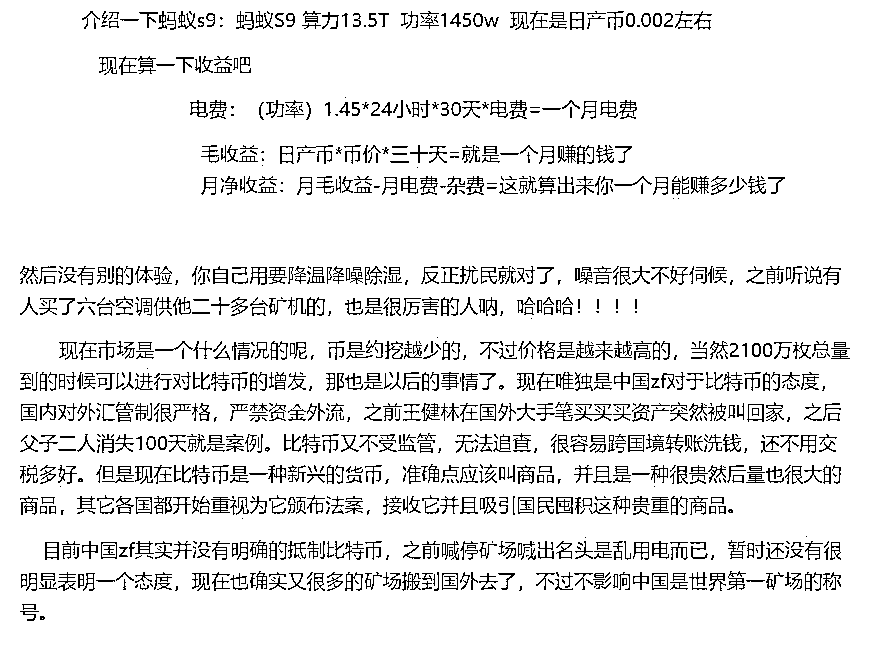 介绍一下蚂蚁s9：蚂蚁S9 算力13.5T 功率1450w 现在是日产币0.002左右
现在算一下收益吧
电费：（功率）1.45*24小时*30天*电费=一个月电费
毛收益：日产币*币价*三十天=就是一个月赚的钱了
月净收益：月毛收益-月电费-杂费=这就算出来你一个月能赚多少钱了
然后没有别的体验，你自己用要降温降噪除湿，反正扰民就对了，噪音很大不好伺候，之前听说有
人买了六台空调供他二十多台矿机的，也是很厉害的人呐，哈哈哈！！！！
现在市场是一个什么情况的呢，币是约挖越少的，不过价格是越来越高的，当然2100万枚总量
到的时候可以进行对比特币的增发，那也是以后的事情了。现在唯独是中国zf对于比特币的态度，
国内对外汇管制很严格，严禁资金外流，之前王健林在国外大手笔买买买资产突然被叫回家，之后
父子二人消失100天就是案例。比特币又不受监管，无法追直，很容易跨国境转账洗钱，还不用交
税多好。但是现在比特币是一种新兴的货币，准确点应该叫商品，并且是一种很贵然后量也很大的
商品，其它各国都开始重视为它颁布法案，接收它并且吸引国民囤积这种贵重的商品。
目前中国zf其实并没有明确的抵制比特币，之前喊停矿场喊出名头是乱用电而已，暂时还没有很
明显表明一个态度，现在也确实又很多的矿场搬到国外去了，不过不影响中国是世界第一矿场的称
号。